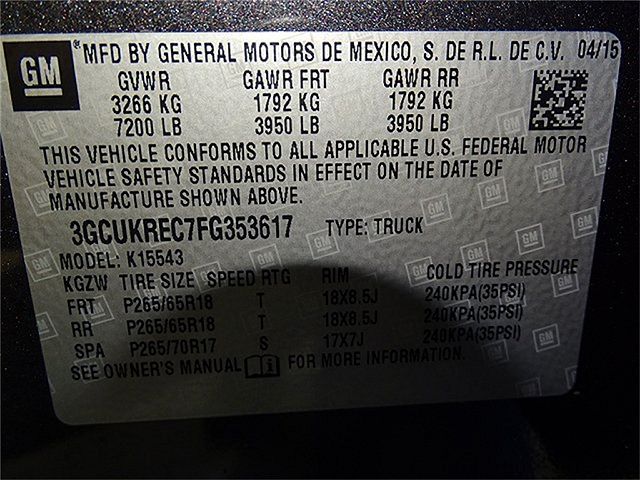 GM ® MFD BY GENERAL MOTORS DE MEXICO, S. DE R.L. DE C.V. 04/15
GVWR GAWR FRT GAWR RR
3266 KG 1792 KG 1792 KG
7200 LB 3950 LB 3950 LB
THIS VEHICLE CONFORMS TO ALL APPLICABLE U.S. FEDERAL MOTOR
VEHICLE SAFETY STANDARDS IN EFFECT ON THE DATE OF
MANUFACTURE SHOWN ABOVE.
3GCUKREC7FG353617 TYPE: TRUCK
MODEL: K15543
KGZW TIRE SIZE SPEED RTG RIM COLD TIRE PRESSURE
FRT P265/65R18 T 18X8.5J 240KPA(35PSI)
RR P265/65R18 T 18X8.5J 240KPA(35PSI)
SPA P265/70R17 S 17X7J 240KPA(35PSI)
SEE OWNER'S MANUAL FOR MORE INFORMATION.